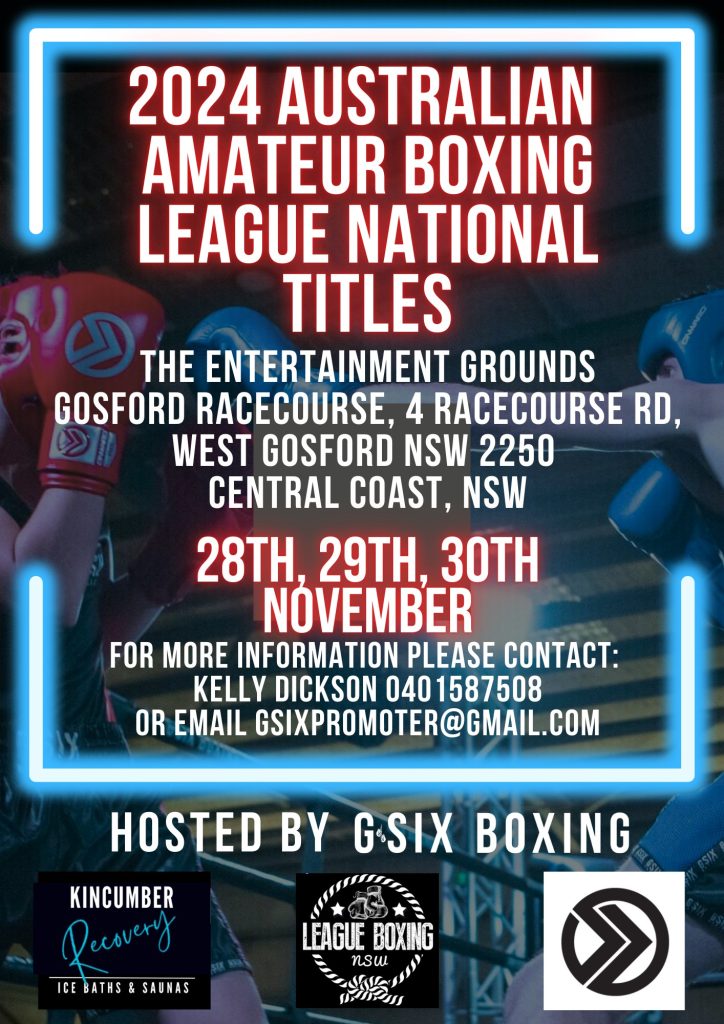 2024 AUSTRALIAN
AMATEUR BOXING
LEAGUE NATIONAL
TITLES
THE ENTERTAINMENT GROUNDS
GOSFORD RACECOURSE, 4 RACECOURSE RD,
WEST GOSFORD NSW 2250
CENTRAL COAST, NSW
28TH, 29TH, 30TH
NOVEMBER
FOR MORE INFORMATION PLEASE CONTACT:
KELLY DICKSON 0401587508
OR EMAIL GSIXPROMOTER@GMAIL.COM
HOSTED BY GSIX BOXING
KINCUMBER
Recovery
ICE BATHS & SAUNAS
LEAGUE BOXING
nsw